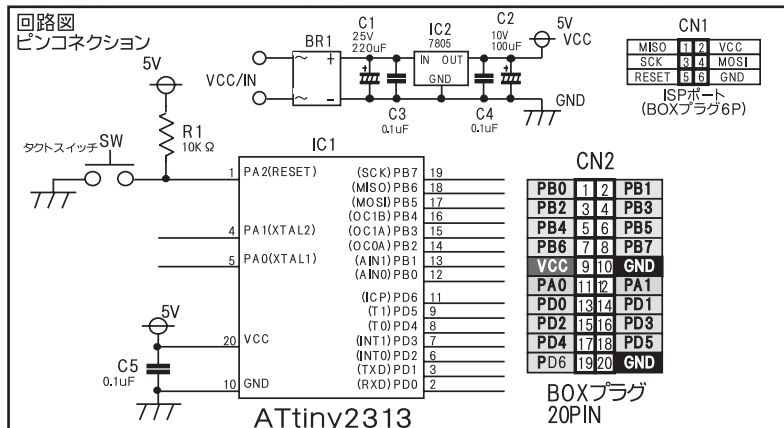 回路図
ピンコネクション
5V
VCC/IN
BR1
C1
25V
220uF
IC2
7805
IN OUT
GND
C2
10V
100uF
5V
VCC
C3
0.1uF
C4
0.1uF
GND
CN1
MISO 1 2 VCC
SCK 3 4 MOSI
RESET 5 6 GND
ISPポート
(BOXプラグ6P)
タクトスイッチ SW
R1
10KΩ
IC1
1 PA2(RESET)
4 PA1(XTAL2)
5 PA0(XTAL1)
20 VCC
10 GND
(SCK)PB7 19
(MISO)PB6 18
(MOSI)PB5 17
(OC1B)PB4 16
(OC1A)PB3 15
(OC0A)PB2 14
(AIN1)PB1 13
(AIN0)PB0 12
(ICP)PD6 11
(T1)PD5 9
(T0)PD4 8
(INT1)PD3 7
(INT0)PD2 6
(TXD)PD1 3
(RXD)PD0 2
5V
C5
0.1uF
ATtiny2313
CN2
PB0 1 2 PB1
PB2 3 4 PB3
PB4 5 6 PB5
PB6 7 8 PB7
VCC 9 10 GND
PA0 11 12 PA1
PD0 13 14 PD1
PD2 15 16 PD3
PD4 17 18 PD5
PD6 19 20 GND
BOXプラグ
20PIN